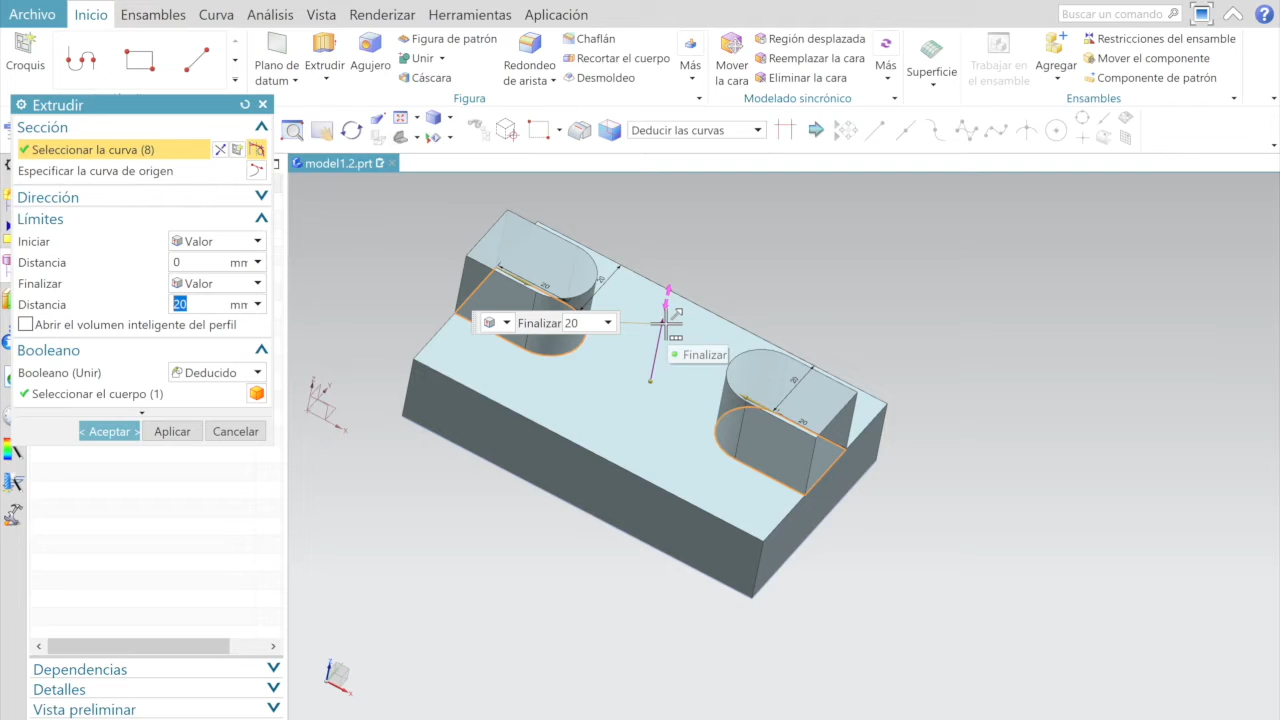 Archivo Inicio Ensambles Curva Análisis Vista Renderizar Herramientas Aplicación Buscar un comando
Croquis
Plano de datum
Extrudir
Agujero
Figura de patrón
Unir
Cáscara
Redondeo de arista
Chaflán
Recortar el cuerpo
Desmoldeo
Más
Figura
Mover la cara
Región desplazada
Reemplazar la cara
Eliminar la cara
Más
Modelado sincrónico
Superficie
Trabajar en el ensamble
Agregar
Restricciones del ensamble
Mover el componente
Componente de patrón
Ensambles
Deducir las curvas
model1.2.prt
Extrudir
Sección
Seleccionar la curva (8)
Especificar la curva de origen
Dirección
Límites
Iniciar Valor
Distancia 0 mm
Finalizar Valor
Distancia 20 mm
Abrir el volumen inteligente del perfil
Booleano
Booleano (Unir) Deducido
Seleccionar el cuerpo (1)
< Aceptar > Aplicar Cancelar
Finalizar 20
Finalizar
20
20
20
20
Dependencias
Detalles
Vista preliminar